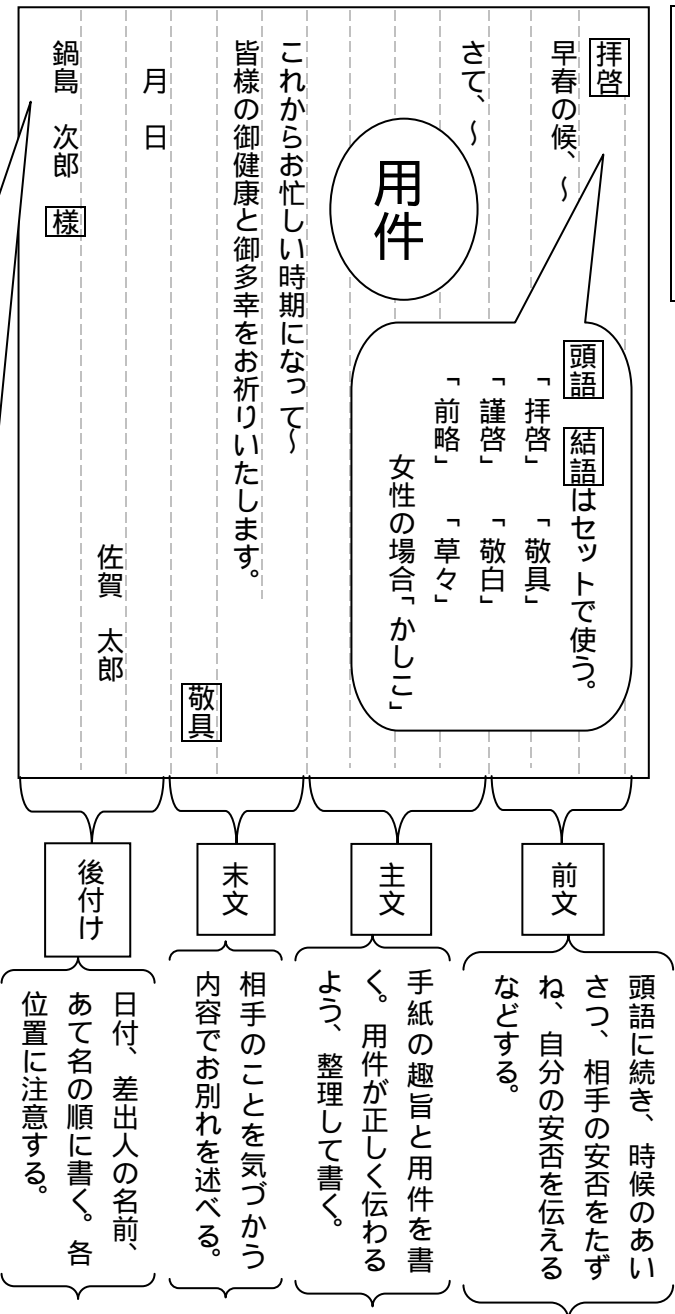 拝啓
早春の候、～
さて、～
用件
これからお忙しい時期になって～
皆様の御健康と御多幸をお祈りいたします。
敬具
月　日
佐賀　太郎
鍋島　次郎　様
頭語　結語はセットで使う。
「拝啓」　「敬具」
「謹啓」　「敬白」
「前略」　「草々」
女性の場合「かしこ」
前文
頭語に続き、時候のあい
さつ、相手の安否をたず
ね、自分の安否を伝える
などする。
主文
手紙の趣旨と用件を書
く。用件が正しく伝わる
よう、整理して書く。
末文
相手のことを気づかう
内容でお別れを述べる。
後付け
日付、差出人の名前、
あて名の順に書く。各
位置に注意する。